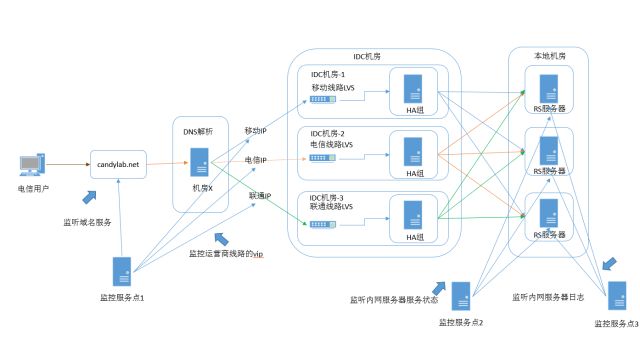 IDC机房
本地机房
IDC机房-1
移动线路LVS
HA组
RS服务器
DNS解析
移动IP
IDC机房-2
电信线路LVS
HA组
RS服务器
candylab.net
电信IP
机房X
电信用户
联通IP
IDC机房-3
联通线路LVS
HA组
RS服务器
监听域名服务
监控运营商线路的vip
监控服务点1
监听内网服务器服务状态
监听内网服务器日志
监控服务点2
监控服务点3